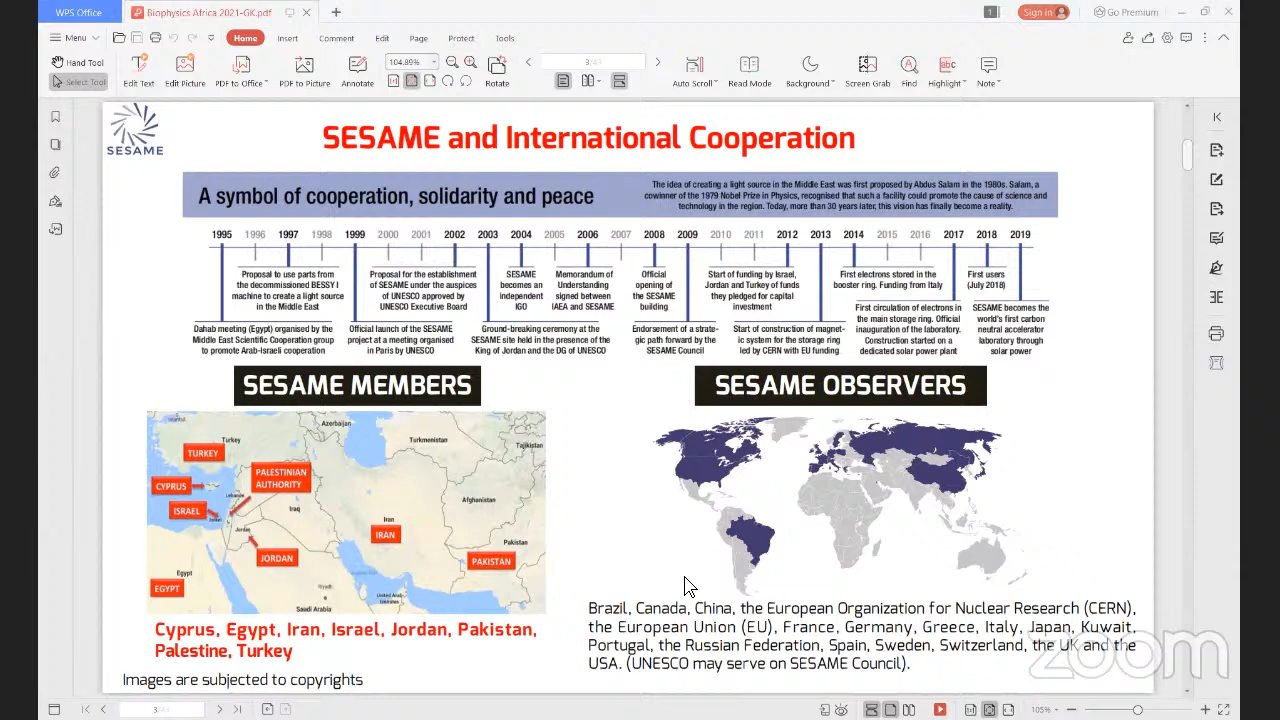 WPS Office
Biophysics Africa 2021-GK.pdf
1
Sign in
Go Premium
Menu
Home
Insert
Comment
Edit
Page
Protect
Tools
Hand Tool
Select Tool
Edit Text
Edit Picture
PDF to Office
PDF to Picture
Annotate
104.89%
Rotate
3
Auto Scroll
Read Mode
Background
Screen Grab
Find
Highlight
Note
SESAME
SESAME and International Cooperation
A symbol of cooperation, solidarity and peace
The idea of creating a light source in the Middle East was first proposed by Abdus Salam in the 1980s. Salam, a
cowinner of the 1979 Nobel Prize in Physics, recognised that such a facility could promote the cause of science and
technology in the region. Today, more than 30 years later, this vision has finally become a reality.
1995 1996 1997 1998 1999 2000 2001 2002 2003 2004 2005 2006 2007 2008 2009 2010 2011 2012 2013 2014 2015 2016 2017 2018 2019
Proposal to use parts from
the decommissioned BESSY I
machine to create a light source
in the Middle East
Proposal for the establishment
of SESAME under the auspices
of UNESCO approved by
UNESCO Executive Board
SESAME
becomes an
independent
IGO
Memorandum of
Understanding
signed between
IAEA and SESAME
Official
opening of
the SESAME
building
Start of funding by Israel,
Jordan and Turkey of funds
they pledged for capital
investment
First electrons stored in the
booster ring. Funding from Italy
First users
(July 2018)
Dahab meeting (Egypt) organised by the
Middle East Scientific Cooperation group
to promote Arab-Israeli cooperation
Official launch of the SESAME
project at a meeting organised
in Paris by UNESCO
Ground-breaking ceremony at the
SESAME site held in the presence of the
King of Jordan and the DG of UNESCO
Endorsement of a strate-
gic path forward by the
SESAME Council
Start of construction of magnet-
ic system for the storage ring
led by CERN with EU funding
First circulation of electrons in
the main storage ring. Official
inauguration of the laboratory.
Construction started on a
dedicated solar power plant
SESAME becomes the
world's first carbon
neutral accelerator
laboratory through
solar power
SESAME MEMBERS
SESAME OBSERVERS
Azerbaijan
Turkey
Turkmenistan
Tajikistan
TURKEY
PALESTINIAN
AUTHORITY
CYPRUS
Lebanon
Afghanistan
ISRAEL
Israel
Iraq
Iran
Jordan
IRAN
Pakistan
JORDAN
PAKISTAN
Egypt
EGYPT
Riyadh
United Arab
Emirates
Saudi Arabia
Cyprus, Egypt, Iran, Israel, Jordan, Pakistan,
Palestine, Turkey
Brazil, Canada, China, the European Organization for Nuclear Research (CERN),
the European Union (EU), France, Germany, Greece, Italy, Japan, Kuwait,
Portugal, the Russian Federation, Spain, Sweden, Switzerland, the UK and the
USA. (UNESCO may serve on SESAME Council).
Images are subjected to copyrights
zoom
105%